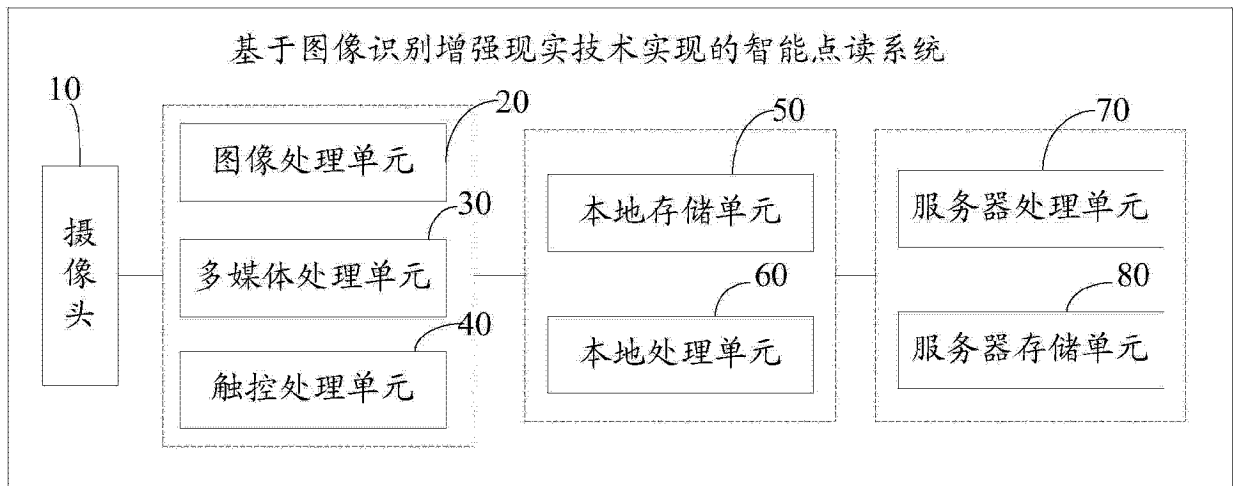 基于图像识别增强现实技术实现的智能点读系统
10
摄像头
20
图像处理单元
30
多媒体处理单元
40
触控处理单元
50
本地存储单元
60
本地处理单元
70
服务器处理单元
80
服务器存储单元